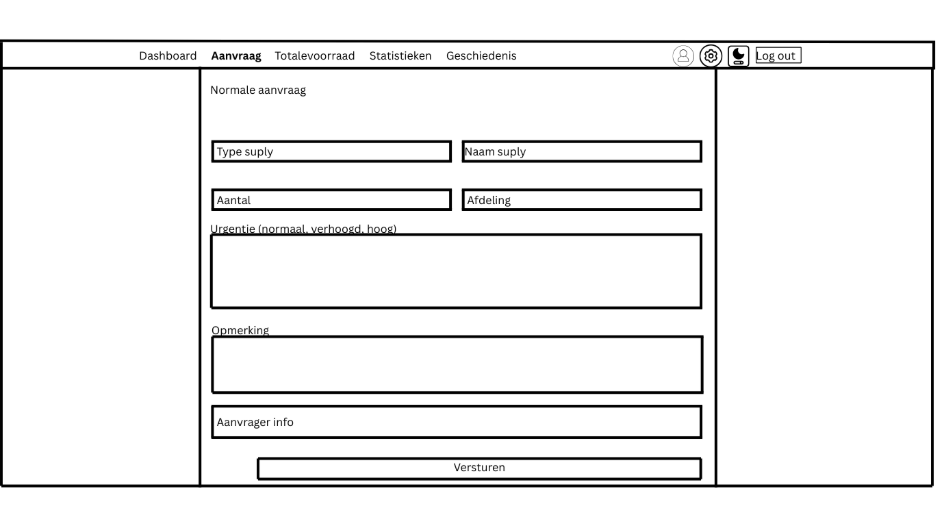 Dashboard Aanvraag Totalevoorraad Statistieken Geschiedenis Log out
Normale aanvraag
Type suply Naam suply
Aantal Afdeling
Urgentie (normaal, verhoogd, hoog)
Opmerking
Aanvrager info
Versturen